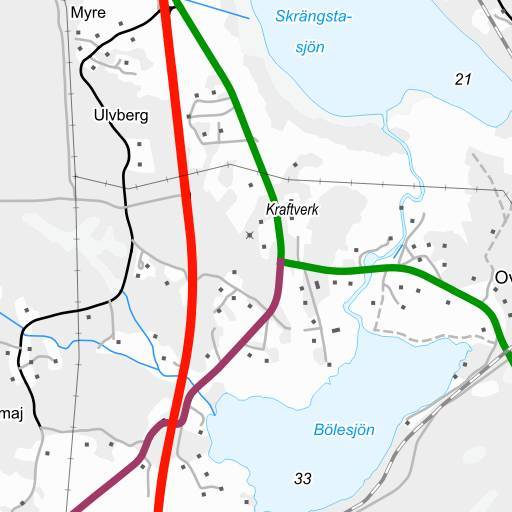 Myre
Skrängsta-
sjön
21
Ulvberg
Kraftverk
Ov
maj
Bölesjön
33